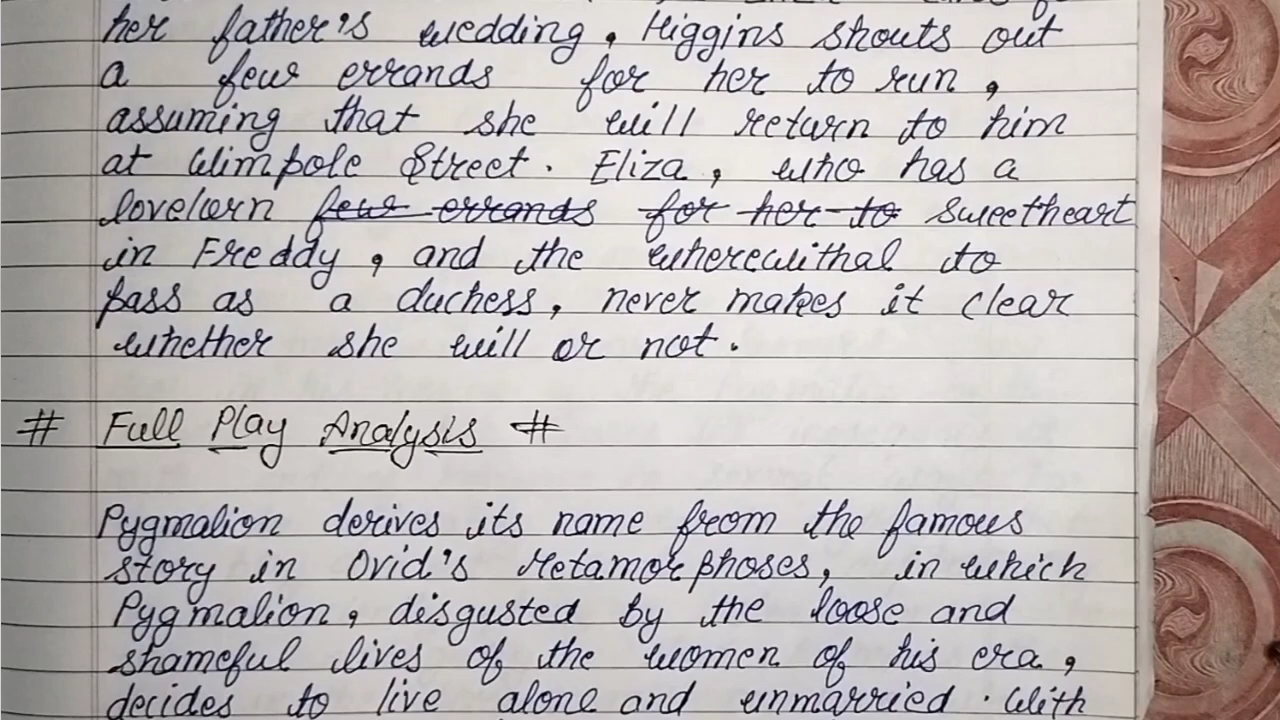 her father's wedding, Higgins shouts out
a few errands for her to run,
assuming that she will return to him
at Wimpole Street. Eliza, who has a
lovelorn few errands for her to sweetheart
in Freddy, and the wherewithal to
pass as a duchess, never makes it clear
whether she will or not.
# Full Play Analysis #
Pygmalion derives its name from the famous
story in Ovid's Metamorphoses, in which
Pygmalion, disgusted by the loose and
shameful lives of the women of his era,
decides to live alone and unmarried. With